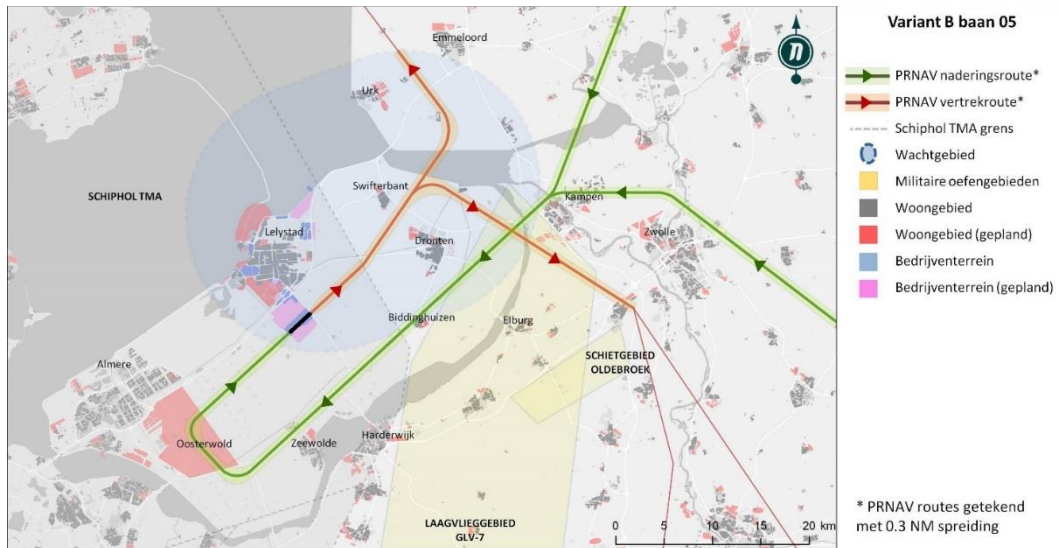 Variant B baan 05
PRNAV naderingsroute*
PRNAV vertrekroute*
Schiphol TMA grens
Wachtgebied
Militaire oefengebieden
Woongebied
Woongebied (gepland)
Bedrijventerrein
Bedrijventerrein (gepland)
* PRNAV routes getekend
met 0.3 NM spreiding
Emmeloord
Urk
SCHIPHOL TMA
Swifterbant
Kampen
Lelystad
Dronten
Zwolle
Biddinghuizen
Elburg
Almere
SCHIETGEBIED
OLDEBROEK
Oosterwold
Zeewolde
Harderwijk
LAAGVLIEGGEBIED
GLV-7
0 5 10 15 20 km